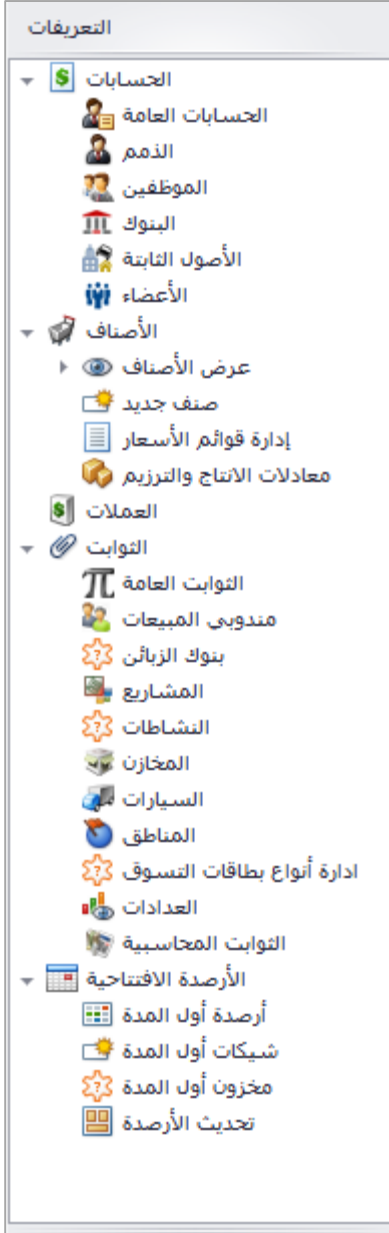 التعريفات
الحسابات
الحسابات العامة
الذمم
الموظفين
البنوك
الأصول الثابتة
الأعضاء
الأصناف
عرض الأصناف
صنف جديد
إدارة قوائم الأسعار
معادلات الانتاج والترزيم
العملات
الثوابت
الثوابت العامة
مندوبي المبيعات
بنوك الزبائن
المشاريع
النشاطات
المخازن
السيارات
المناطق
ادارة أنواع بطاقات التسوق
العدادات
الثوابت المحاسبية
الأرصدة الافتتاحية
أرصدة أول المدة
شيكات أول المدة
مخزون أول المدة
تحديث الأرصدة